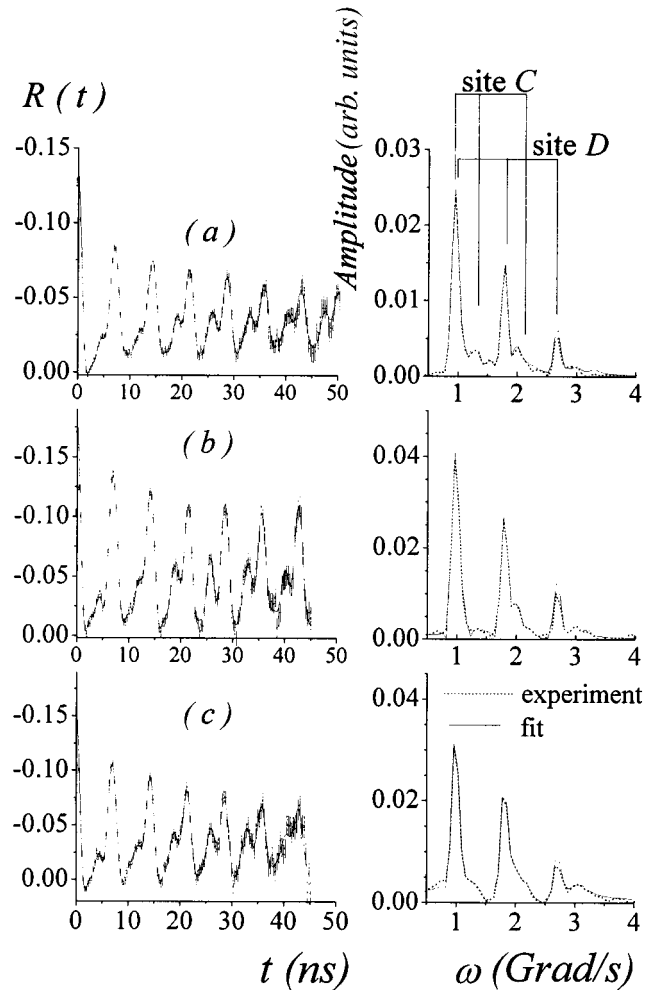 R(t)
Amplitude (arb. units)
site C
site D
-0.15
-0.10
-0.05
0.00
(a)
0 10 20 30 40 50
0.03
0.02
0.01
0.00
1 2 3 4
-0.15
-0.10
-0.05
0.00
(b)
0 10 20 30 40 50
0.04
0.02
0.00
1 2 3 4
-0.15
-0.10
-0.05
0.00
(c)
0 10 20 30 40 50
experiment
fit
0.04
0.02
0.00
1 2 3 4
t (ns)
ω (Grad/s)